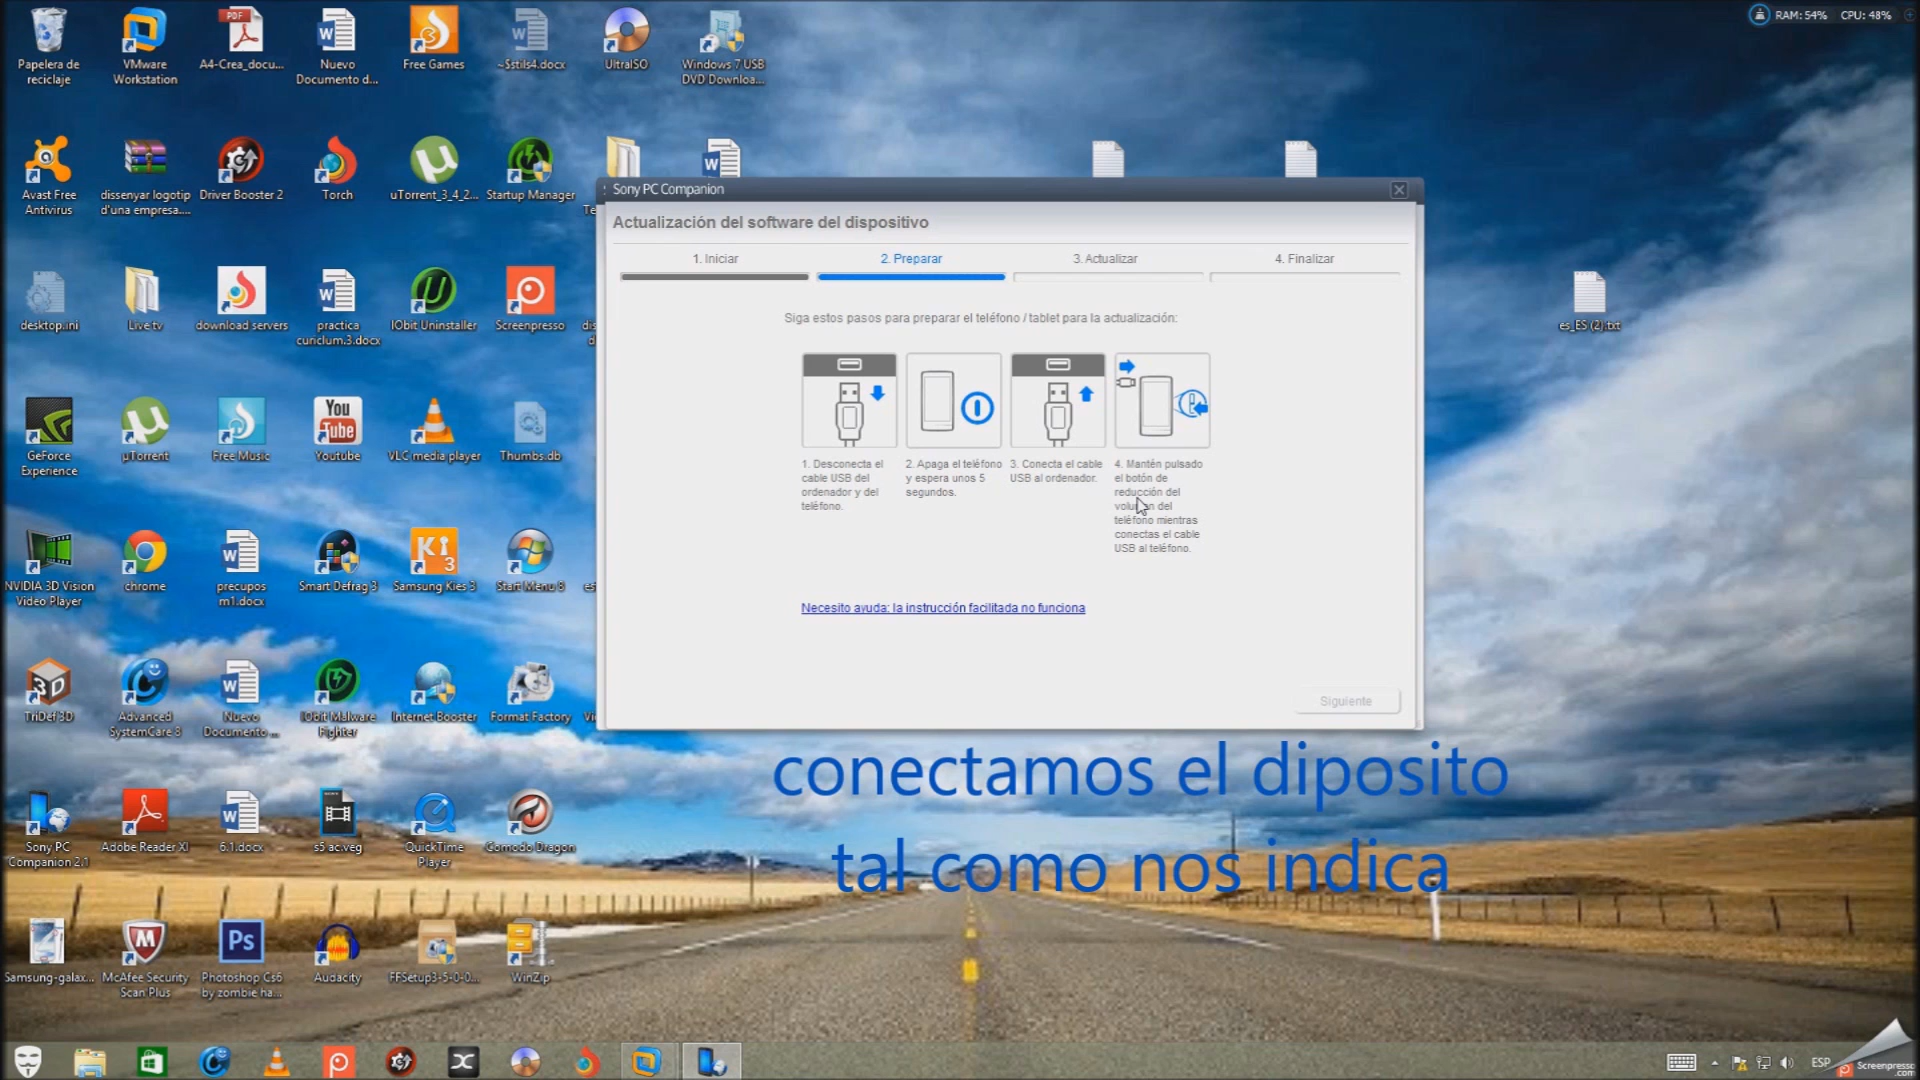 RAM: 54% CPU: 48%
Papelera de
reciclaje
VMware
Workstation
A4-Crea_docu...
Nuevo
Documento d...
Free Games
~$stils4.docx
UltraISO
Windows 7 USB
DVD Downloa...
Avast Free
Antivirus
dissenyar logotip
d'una empresa....
Driver Booster 2
Torch
uTorrent_3_4_2...
Startup Manager
desktop.ini
Live tv
download servers
practica
curiclum.3.docx
IObit Uninstaller
Screenpresso
es_ES (2).txt
GeForce
Experience
µTorrent
Free Music
Youtube
VLC media player
Thumbs.db
NVIDIA 3D Vision
Video Player
chrome
precupos
m1.docx
Smart Defrag 3
Samsung Kies 3
Start Menu 8
TriDef 3D
Advanced
SystemCare 8
Nuevo
Documento ...
IObit Malware
Fighter
Internet Booster
Format Factory
Sony PC
Companion 2.1
Adobe Reader XI
6.1.docx
s5 ac.veg
QuickTime
Player
Comodo Dragon
Samsung-galax...
McAfee Security
Scan Plus
Photoshop Cs6
by zombie ha...
Audacity
FFSetup3-5-0-0...
WinZip
Sony PC Companion
Actualización del software del dispositivo
1. Iniciar
2. Preparar
3. Actualizar
4. Finalizar
Siga estos pasos para preparar el teléfono / tablet para la actualización:
1. Desconecta el
cable USB del
ordenador y del
teléfono.
2. Apaga el teléfono
y espera unos 5
segundos.
3. Conecta el cable
USB al ordenador.
4. Mantén pulsado
el botón de
reducción del
volumen del
teléfono mientras
conectas el cable
USB al teléfono.
Necesito ayuda: la instrucción facilitada no funciona
Siguiente
conectamos el diposito
tal como nos indica
ESP
Screenpresso
.com